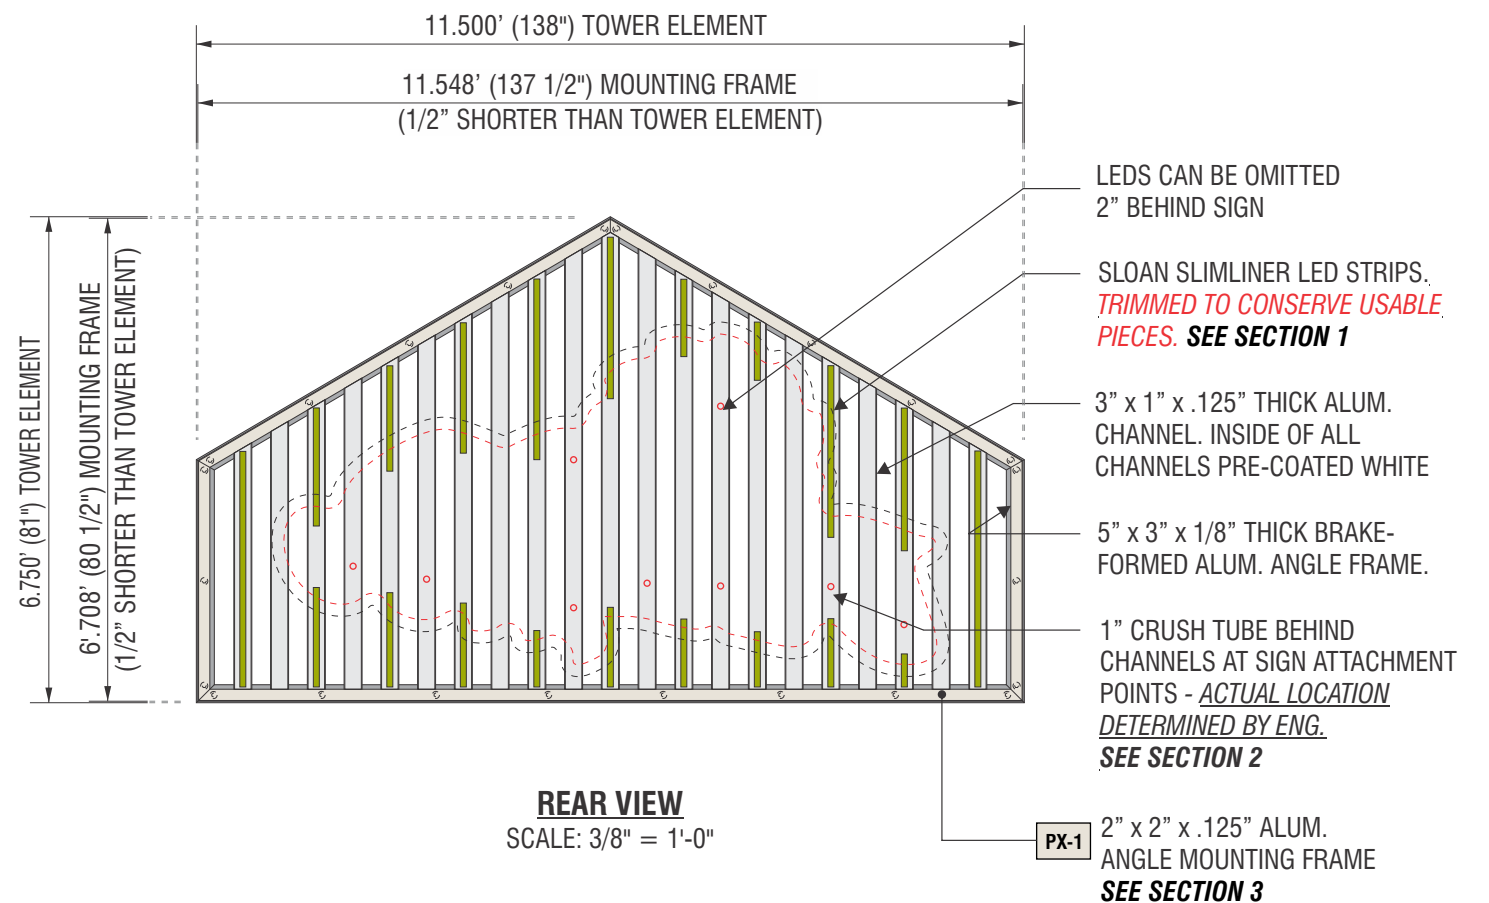 11.500’ (138") TOWER ELEMENT
11.548’ (137 1/2") MOUNTING FRAME
(1/2” SHORTER THAN TOWER ELEMENT)
6.750’ (81") TOWER ELEMENT
6'.708’ (80 1/2") MOUNTING FRAME
(1/2” SHORTER THAN TOWER ELEMENT)
LEDS CAN BE OMITTED
2” BEHIND SIGN
SLOAN SLIMLINER LED STRIPS.
TRIMMED TO CONSERVE USABLE
PIECES. SEE SECTION 1
3” x 1” x .125” THICK ALUM.
CHANNEL. INSIDE OF ALL
CHANNELS PRE-COATED WHITE
5” x 3” x 1/8” THICK BRAKE-
FORMED ALUM. ANGLE FRAME.
1” CRUSH TUBE BEHIND
CHANNELS AT SIGN ATTACHMENT
POINTS - ACTUAL LOCATION
DETERMINED BY ENG.
SEE SECTION 2
PX-1
2” x 2” x .125” ALUM.
ANGLE MOUNTING FRAME
SEE SECTION 3
REAR VIEW
SCALE: 3/8" = 1'-0"